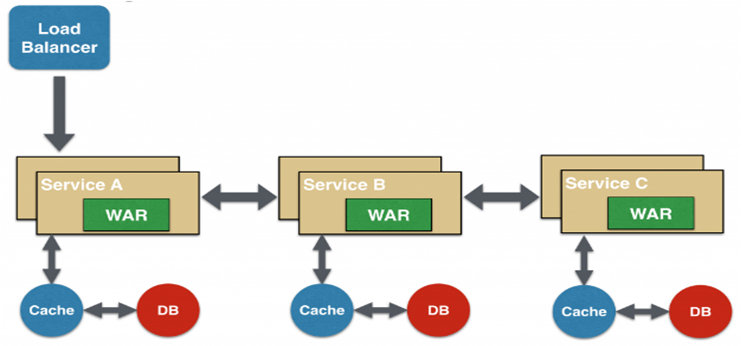 Load
Balancer
Service A
WAR
Service B
WAR
Service C
WAR
Cache
DB
Cache
DB
Cache
DB